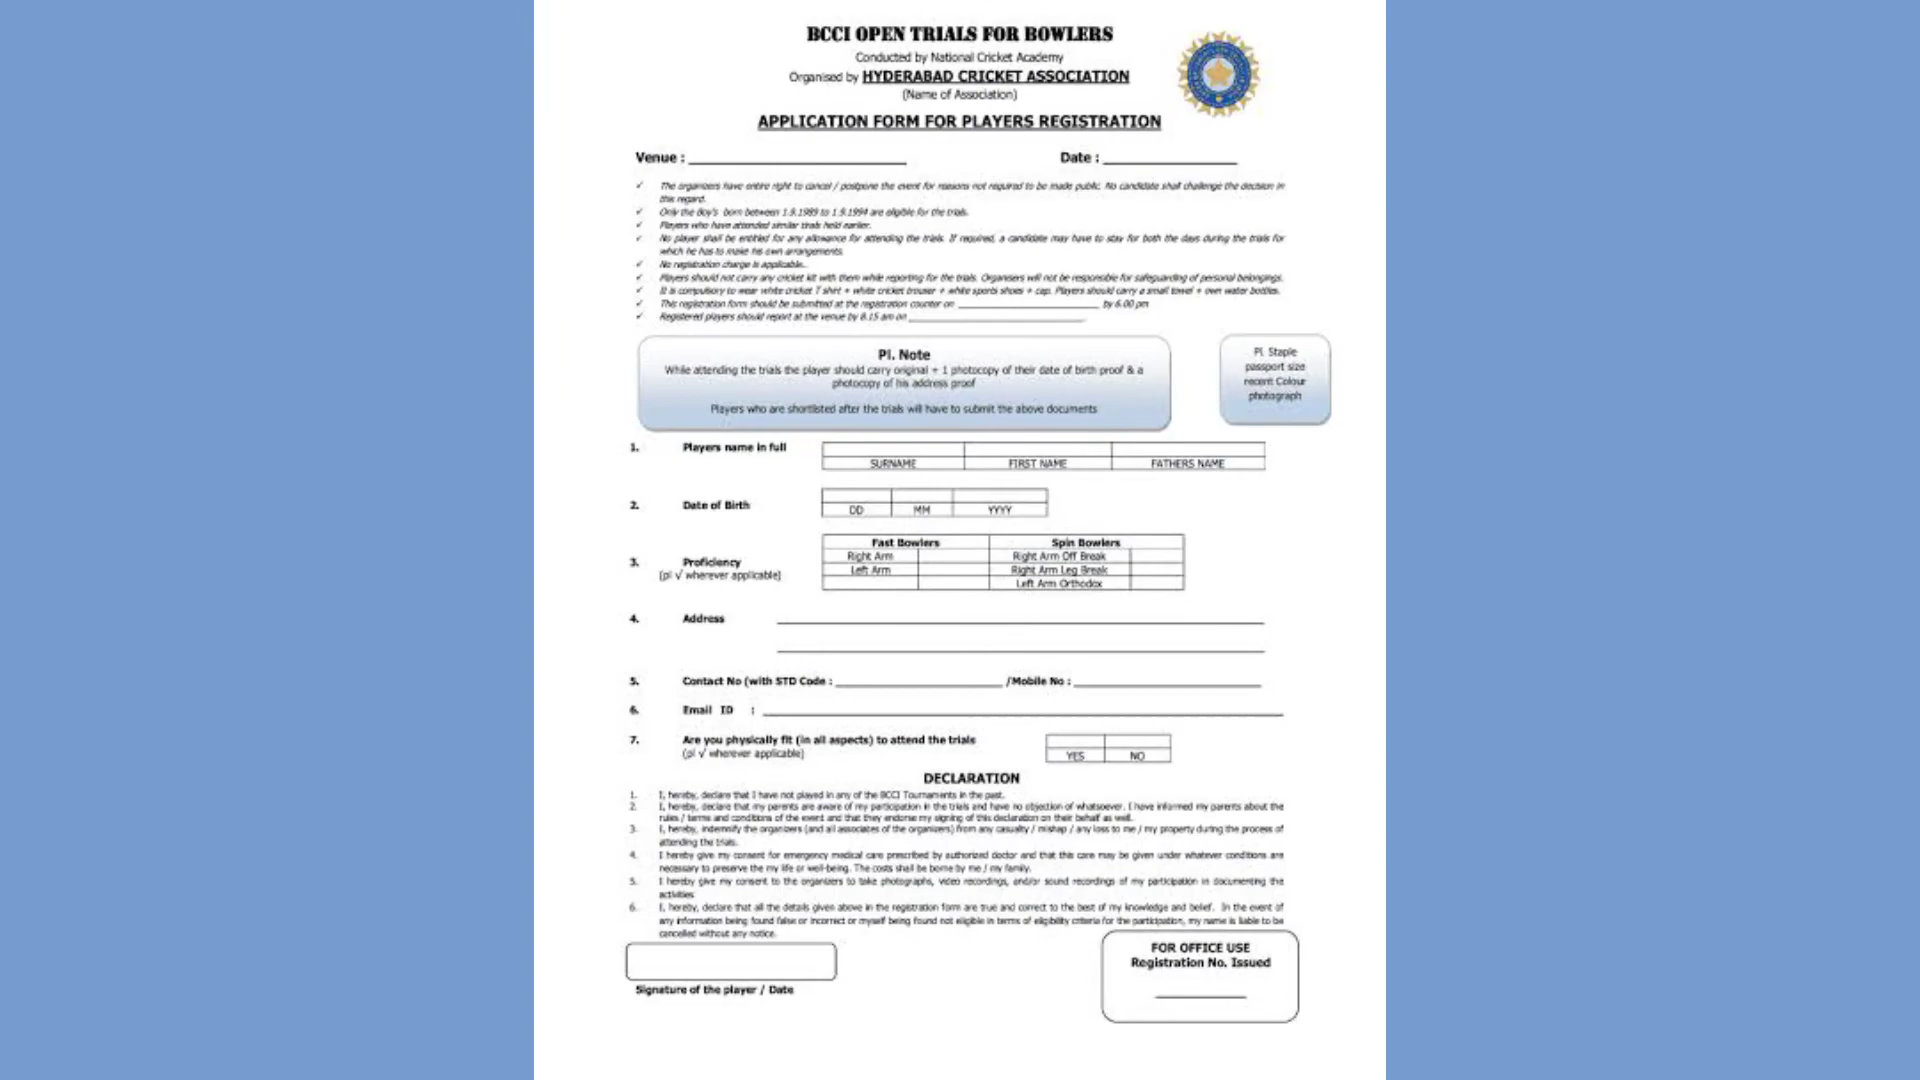 BCCI OPEN TRIALS FOR BOWLERS
Conducted by National Cricket Academy
Organised by HYDERABAD CRICKET ASSOCIATION
(Name of Association)
APPLICATION FORM FOR PLAYERS REGISTRATION
Venue : ____________________ Date : ____________________
✓ The organizers have entire right to cancel / postpone the event for reasons not required to be made public. No candidate shall challenge the decision in
this regard.
✓ Only the Boy's born between 1.9.1989 to 1.9.1994 are eligible for the trials.
✓ Players who have attended similar trials held earlier.
✓ No player shall be entitled for any allowance for attending the trials. If required, a candidate may have to stay for both the days during the trials for
which he has to make his own arrangements.
✓ No registration charge is applicable.
✓ Players should not carry any cricket kit with them while reporting for the trials. Organisers will not be responsible for safeguarding of personal belongings.
✓ It is compulsory to wear white cricket T shirt + white cricket trouser + white sports shoes + cap. Players should carry a small towel + own water bottles.
✓ This registration form should be submitted at the registration counter on ____________________ by 6.00 pm
✓ Registered players should report at the venue by 8.15 am on ____________________
Pl. Note
While attending the trials the player should carry original + 1 photocopy of their date of birth proof & a
photocopy of his address proof
Players who are shortlisted after the trials will have to submit the above documents
Pl. Staple
passport size
recent Colour
photograph
1. Players name in full
SURNAME FIRST NAME FATHERS NAME
2. Date of Birth
DD MM YYYY
3. Proficiency
(pl √ wherever applicable)
Fast Bowlers Spin Bowlers
Right Arm Right Arm Off Break
Left Arm Right Arm Leg Break
Left Arm Orthodox
4. Address ____________________
5. Contact No (with STD Code : ____________________ /Mobile No : ____________________
6. Email ID : ____________________
7. Are you physically fit (in all aspects) to attend the trials
(pl √ wherever applicable)
YES NO
DECLARATION
1. I, hereby, declare that I have not played in any of the BCCI Tournaments in the past.
2. I, hereby, declare that my parents are aware of my participation in the trials and have no objection of whatsoever. I have informed my parents about the
rules / terms and conditions of the event and that they endorse my signing of this declaration on their behalf as well.
3. I, hereby, indemnify the organizers (and all associates of the organizers) from any casualty / mishap / any loss to me / my property during the process of
attending the trials.
4. I hereby give my consent for emergency medical care prescribed by authorized doctor and that this care may be given under whatever conditions are
necessary to preserve the my life or well-being. The costs shall be borne by me / my family.
5. I hereby give my consent to the organizers to take photographs, video recordings, and/or sound recordings of my participation in documenting the
activities
6. I, hereby, declare that all the details given above in the registration form are true and correct to the best of my knowledge and belief. In the event of
any information being found false or incorrect or myself being found not eligible in terms of eligibility criteria for the participation, my name is liable to be
cancelled without any notice.
Signature of the player / Date
FOR OFFICE USE
Registration No. Issued
____________________